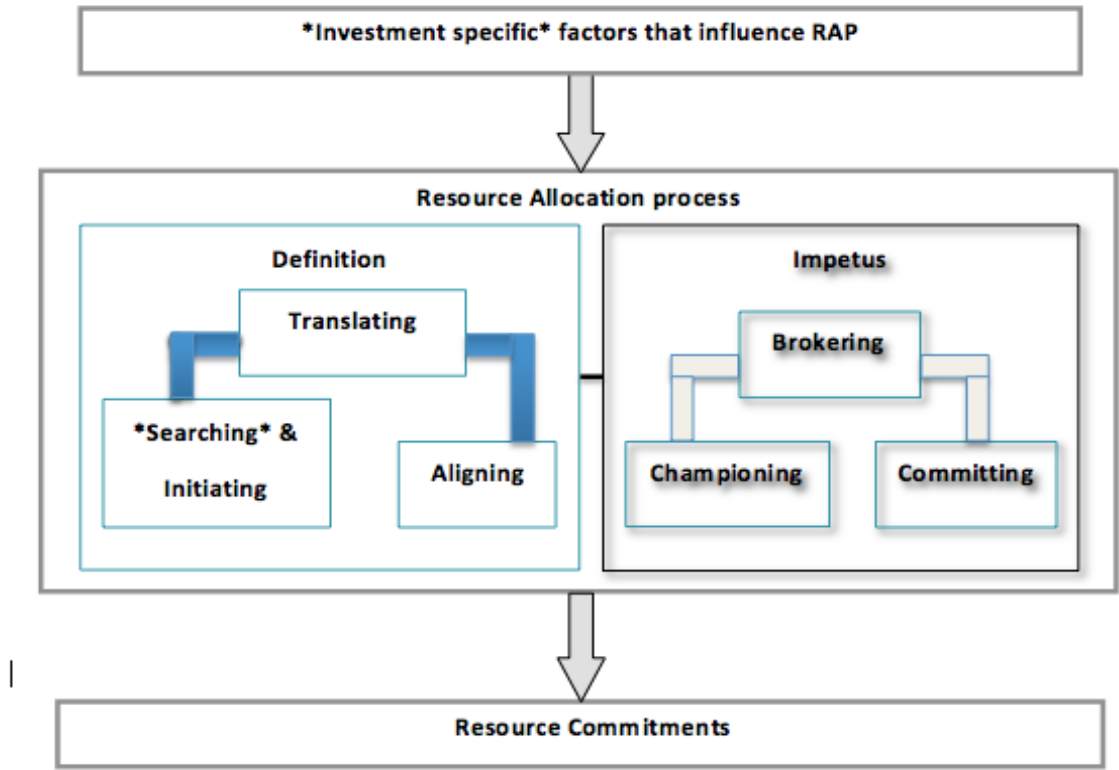 *Investment specific* factors that influence RAP
Resource Allocation process
Definition
Translating
*Searching* &
Initiating
Aligning
Impetus
Brokering
Championing
Committing
Resource Commitments